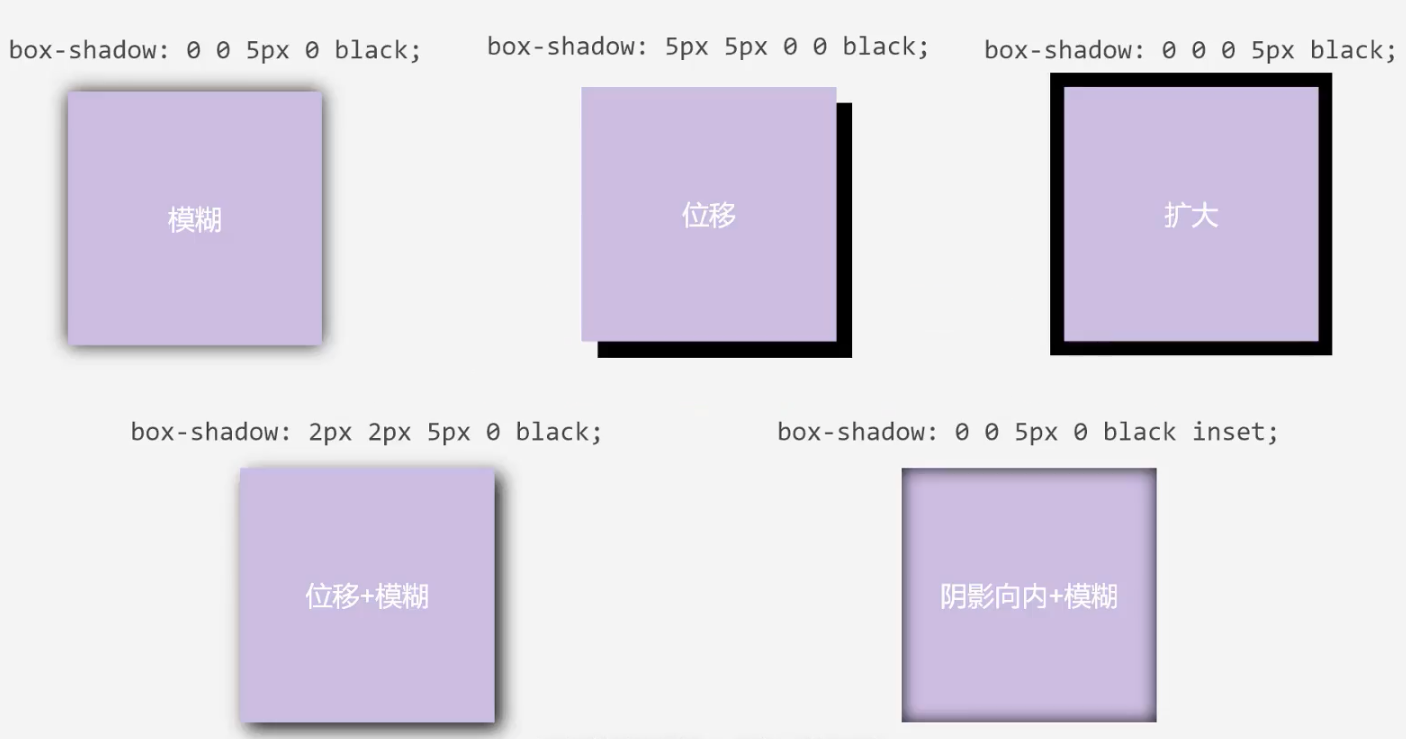 box-shadow: 0 0 5px 0 black;
box-shadow: 5px 5px 0 0 black;
box-shadow: 0 0 0 5px black;
模糊
位移
扩大
box-shadow: 2px 2px 5px 0 black;
box-shadow: 0 0 5px 0 black inset;
位移+模糊
阴影向内+模糊